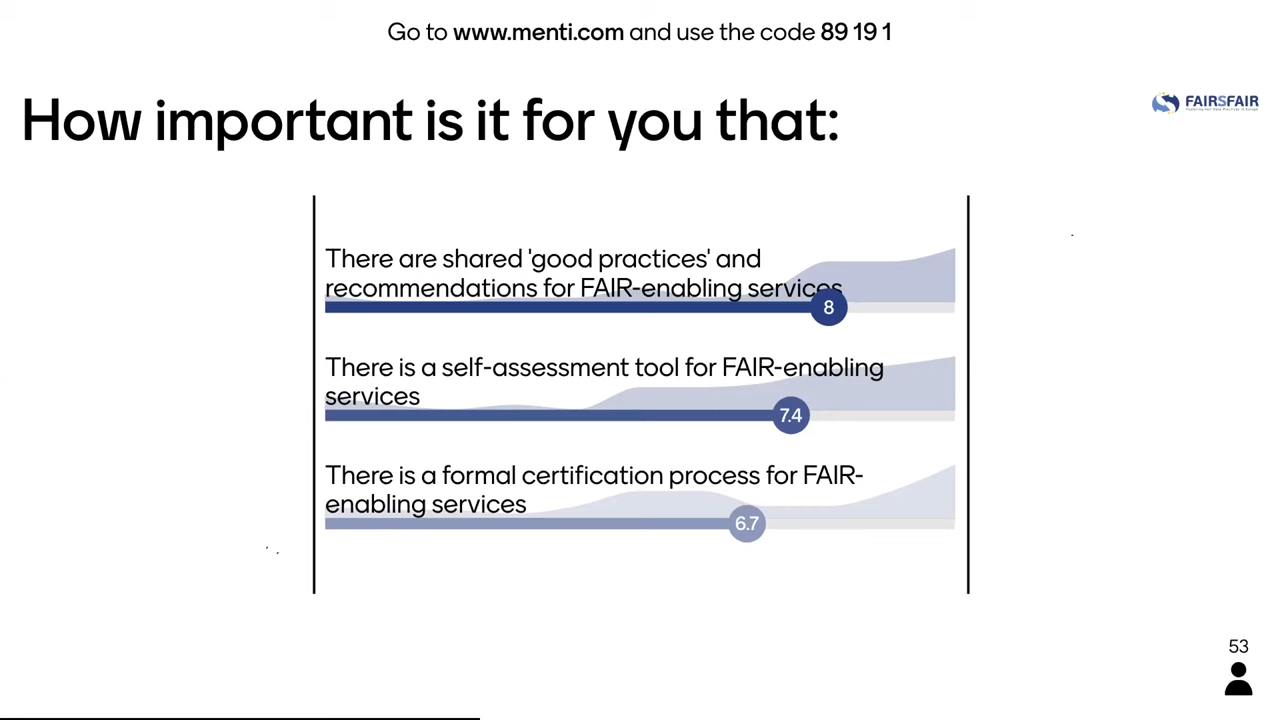 Go to www.menti.com and use the code 89 19 1
How important is it for you that:
FAIRSFAIR
There are shared 'good practices' and
recommendations for FAIR-enabling services
8
There is a self-assessment tool for FAIR-enabling
services
7.4
There is a formal certification process for FAIR-
enabling services
6.7
53